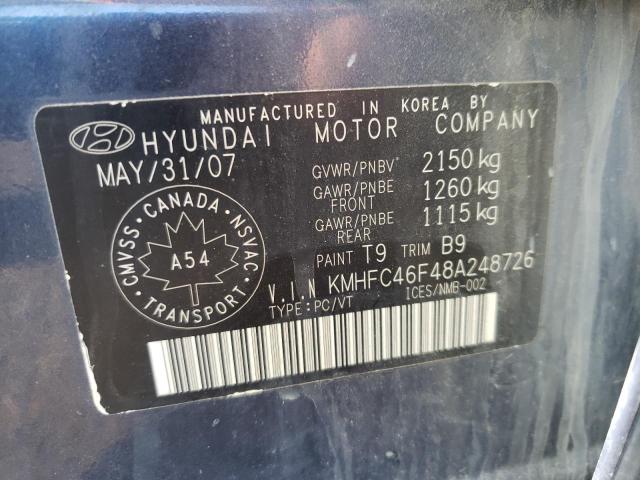 MANUFACTURED IN KOREA BY
HYUNDAI MOTOR COMPANY
MAY/31/07
GVWR/PNBV 2150 kg
GAWR/PNBE FRONT 1260 kg
GAWR/PNBE REAR 1115 kg
PAINT T9 TRIM B9
CANADA
CMVSS NSVAC
A54
TRANSPORT
V.I.N KMHFC46F48A248726
TYPE:PC/VT ICES/NMB-002